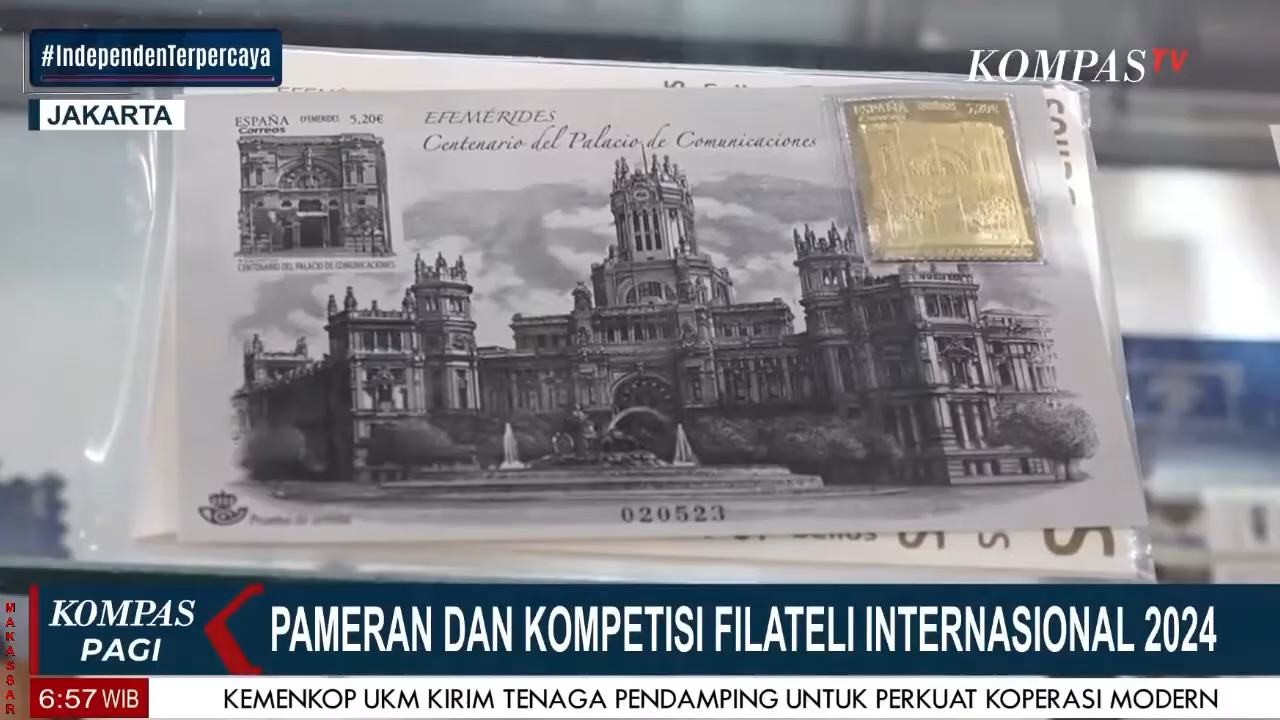 #IndependenTerpercaya
KOMPAS TV
JAKARTA
ESPAÑA EFEMÉRIDES 5,20€
Correos
CENTENARIO DEL PALACIO DE COMUNICACIONES
EFEMÉRIDES
Centenario del Palacio de Comunicaciones
ESPAÑA
020523
KOMPAS
PAGI
PAMERAN DAN KOMPETISI FILATELI INTERNASIONAL 2024
MAKASSAR
6:57 WIB
KEMENKOP UKM KIRIM TENAGA PENDAMPING UNTUK PERKUAT KOPERASI MODERN